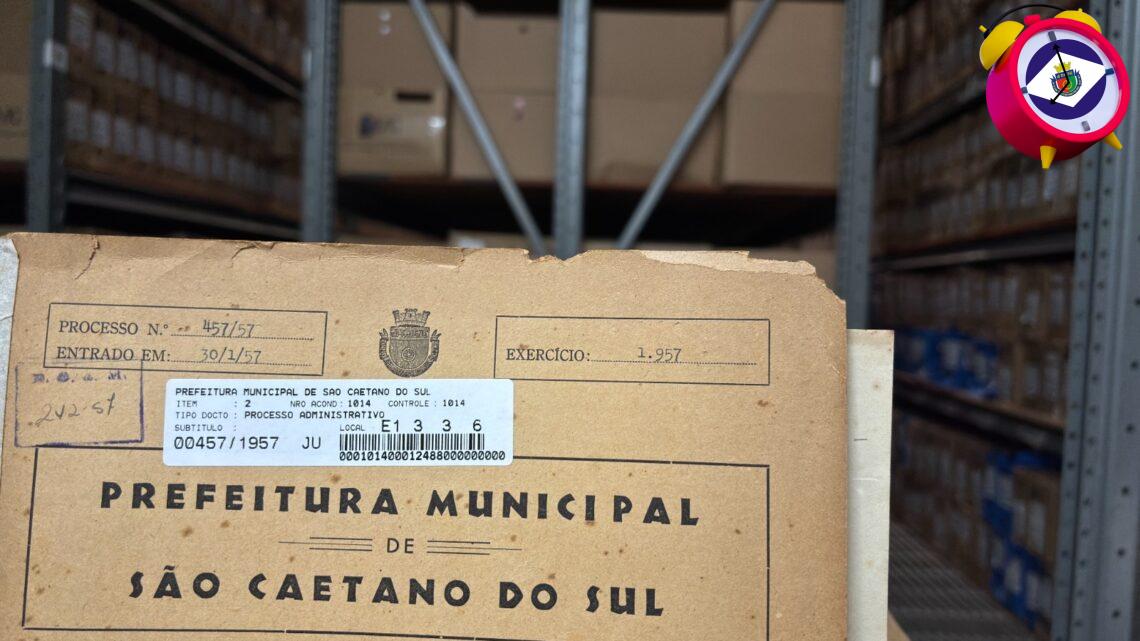 PROCESSO N.º 457/57
ENTRADO EM: 30/1/57
EXERCÍCIO: 1.957
PREFEITURA MUNICIPAL DE SAO CAETANO DO SUL
ITEM : 2 NRO ACOND : 1014 CONTROLE : 1014
TIPO DOCTO : PROCESSO ADMINISTRATIVO
SUBTITULO : LOCAL E1 3 3 6
00457/1957 JU
0001014000124880000000000
PREFEITURA MUNICIPAL
DE
SÃO CAETANO DO SUL